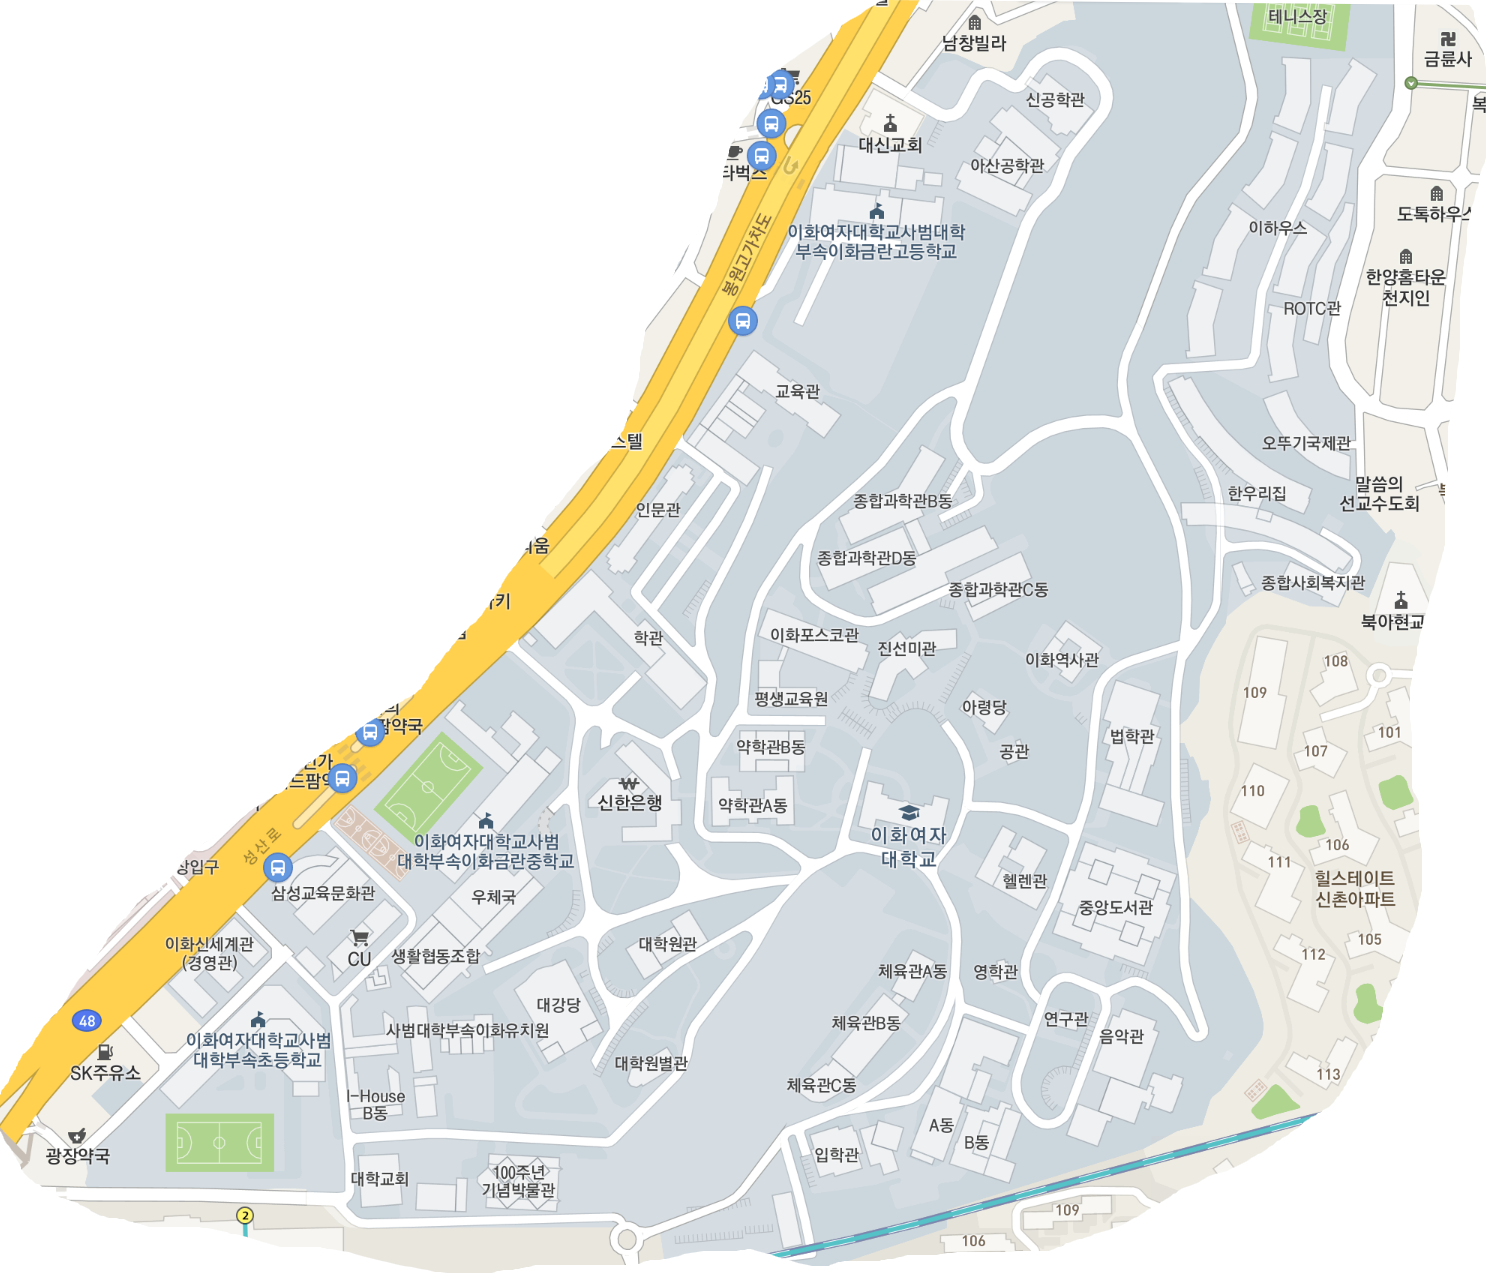 테니스장
남창빌라
금륜사
GS25
신공학관
대신교회
아산공학관
도톡하우스
이화여자대학교사범대학
부속이화금란고등학교
이하우스
봉원고가차도
한양홈타운
천지인
ROTC관
교육관
스텔
오뚜기국제관
말씀의
선교수도회
한우리집
종합과학관B동
인문관
종합과학관D동
종합과학관C동
종합사회복지관
북아현교
학관
이화포스코관
진선미관
이화역사관
108
109
평생교육원
아령당
법학관
101
팜약국
약학관B동
공관
107
신한은행
약학관A동
110
성산로
이화여자대학교사범
대학부속이화금란중학교
이화여자
대학교
106
111
헬렌관
힐스테이트
신촌아파트
삼성교육문화관
우체국
중앙도서관
이화신세계관
(경영관)
CU
생활협동조합
대학원관
105
112
체육관A동
영학관
대강당
48
이화여자대학교사범
대학부속초등학교
사범대학부속이화유치원
체육관B동
연구관
음악관
SK주유소
대학원별관
체육관C동
113
I-House
B동
A동
B동
광장약국
입학관
대학교회
100주년
기념박물관
2
109
106